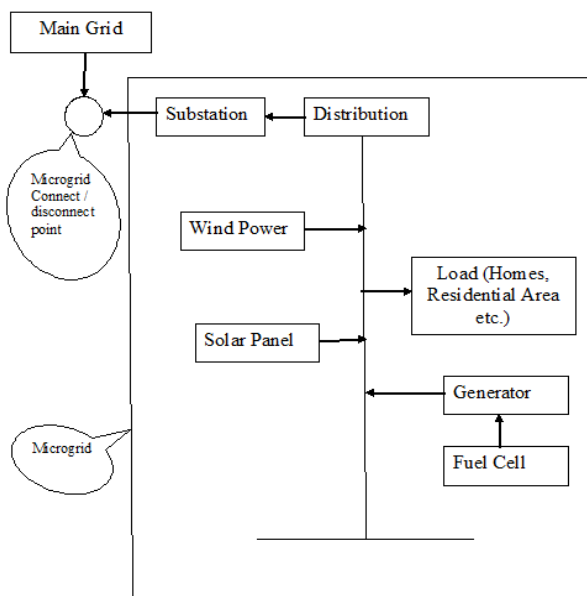 Main Grid
Substation
Distribution
Microgrid
Connect /
disconnect
point
Wind Power
Load (Homes,
Residential Area
etc.)
Solar Panel
Generator
Microgrid
Fuel Cell